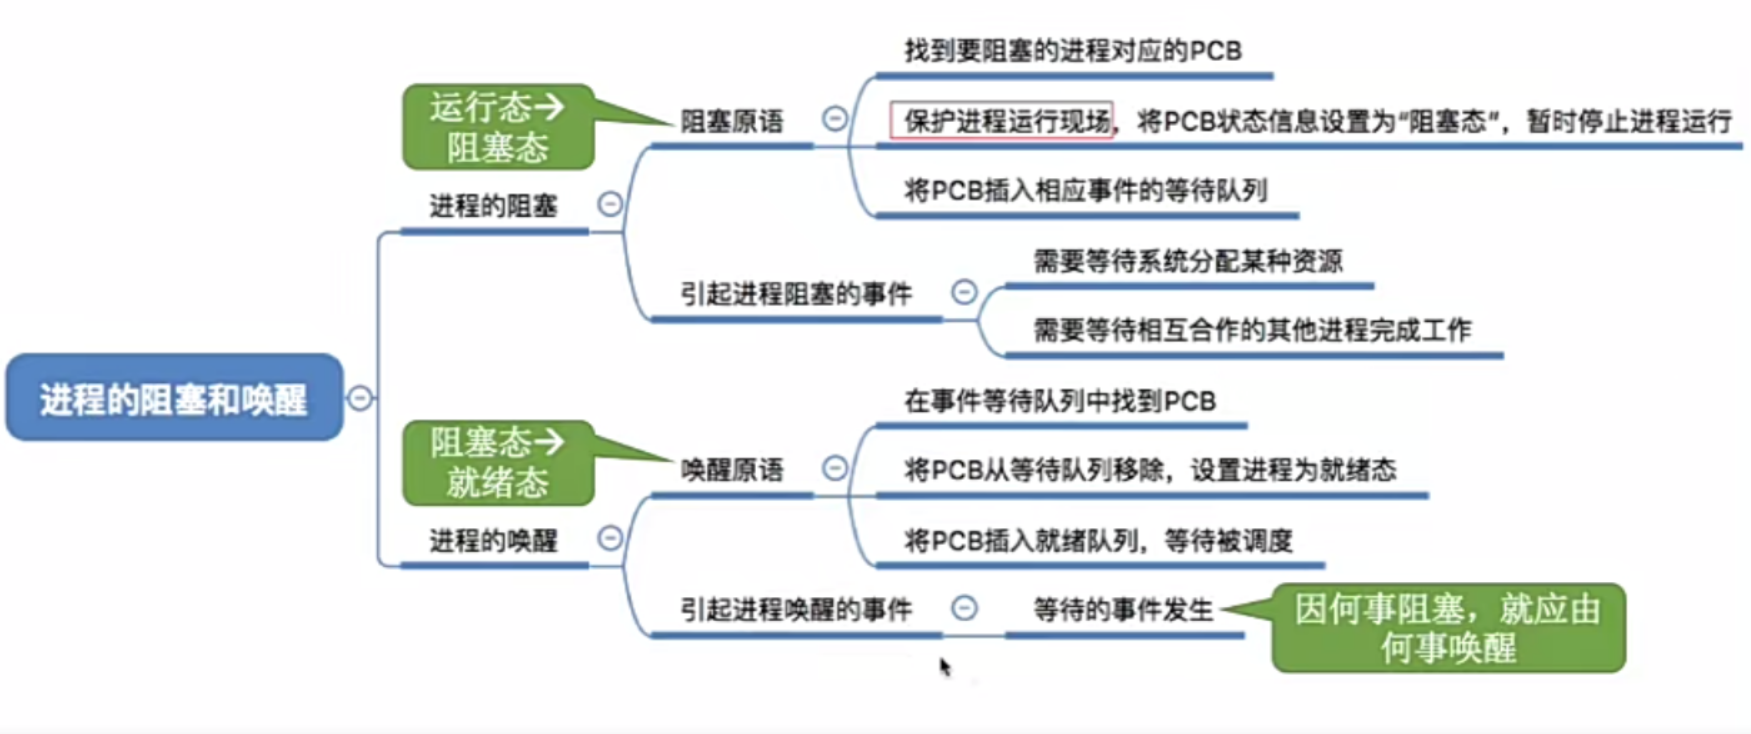 找到要阻塞的进程对应的PCB
运行态→
阻塞态
阻塞原语
保护进程运行现场，将PCB状态信息设置为“阻塞态”，暂时停止进程运行
将PCB插入相应事件的等待队列
进程的阻塞
需要等待系统分配某种资源
引起进程阻塞的事件
需要等待相互合作的其他进程完成工作
进程的阻塞和唤醒
在事件等待队列中找到PCB
阻塞态→
就绪态
唤醒原语
将PCB从等待队列移除，设置进程为就绪态
将PCB插入就绪队列，等待被调度
进程的唤醒
引起进程唤醒的事件
等待的事件发生
因何事阻塞，就应由
何事唤醒